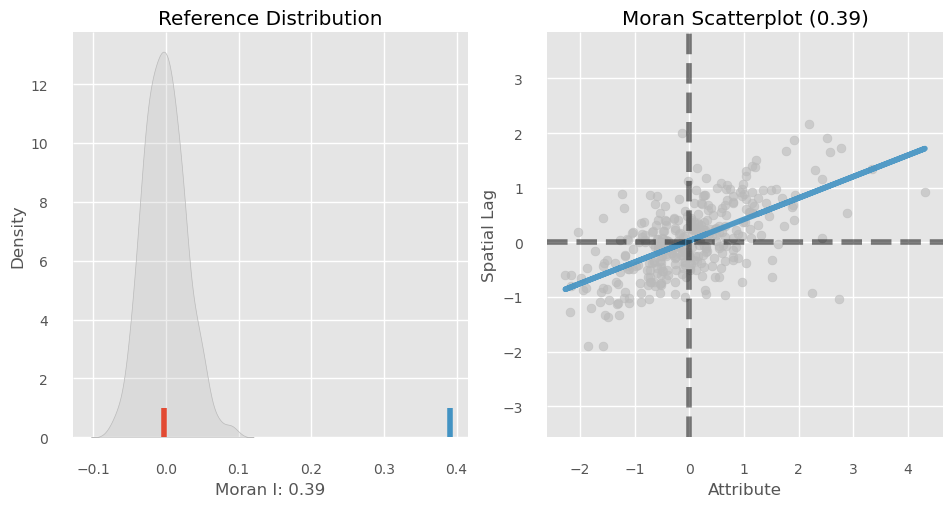 Reference Distribution
Density
12
10
8
6
4
2
0
−0.1 0.0 0.1 0.2 0.3 0.4
Moran I: 0.39
Moran Scatterplot (0.39)
Spatial Lag
3
2
1
0
−1
−2
−3
−2 −1 0 1 2 3 4
Attribute